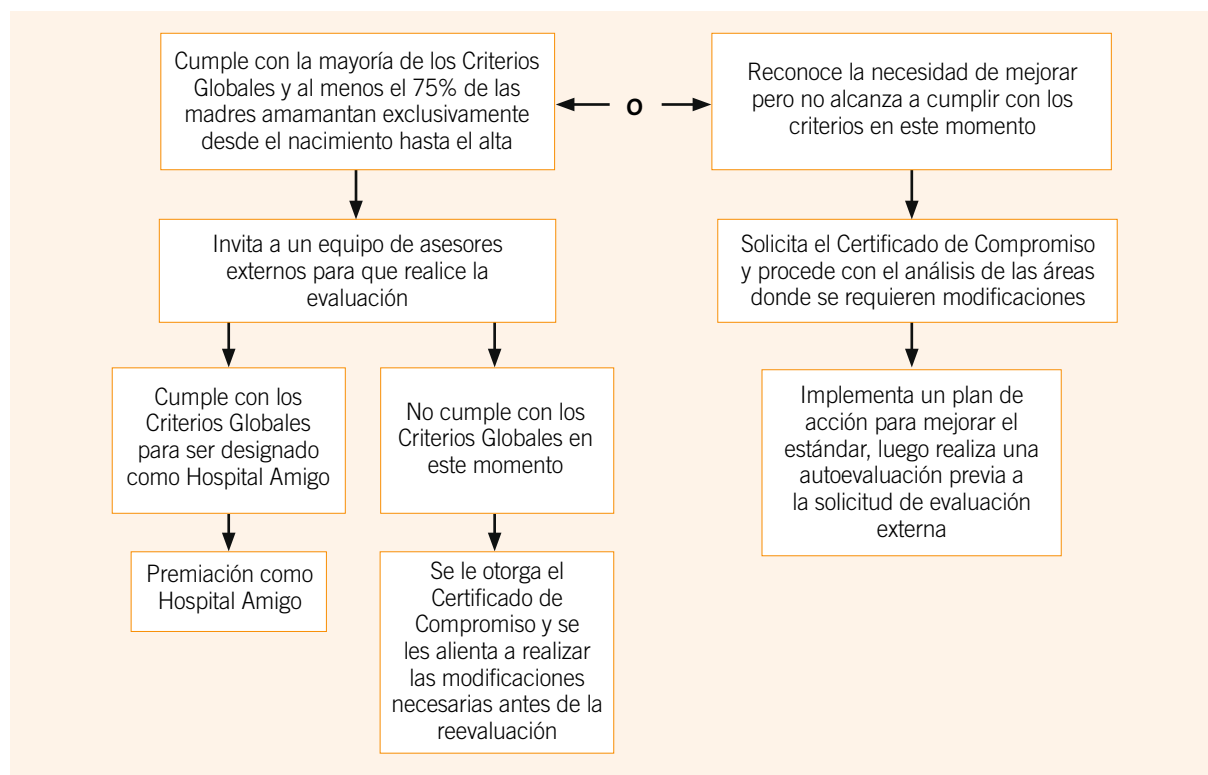 Cumple con la mayoría de los Criterios
Globales y al menos el 75% de las
madres amamantan exclusivamente
desde el nacimiento hasta el alta
O
Reconoce la necesidad de mejorar
pero no alcanza a cumplir con los
criterios en este momento
Invita a un equipo de asesores
externos para que realice la
evaluación
Solicita el Certificado de Compromiso
y procede con el análisis de las áreas
donde se requieren modificaciones
Cumple con los
Criterios Globales
para ser designado
como Hospital Amigo
No cumple con los
Criterios Globales en
este momento
Implementa un plan de
acción para mejorar el
estándar, luego realiza una
autoevaluación previa a
la solicitud de evaluación
externa
Premiación como
Hospital Amigo
Se le otorga el
Certificado de
Compromiso y se
les alienta a realizar
las modificaciones
necesarias antes de la
reevaluación